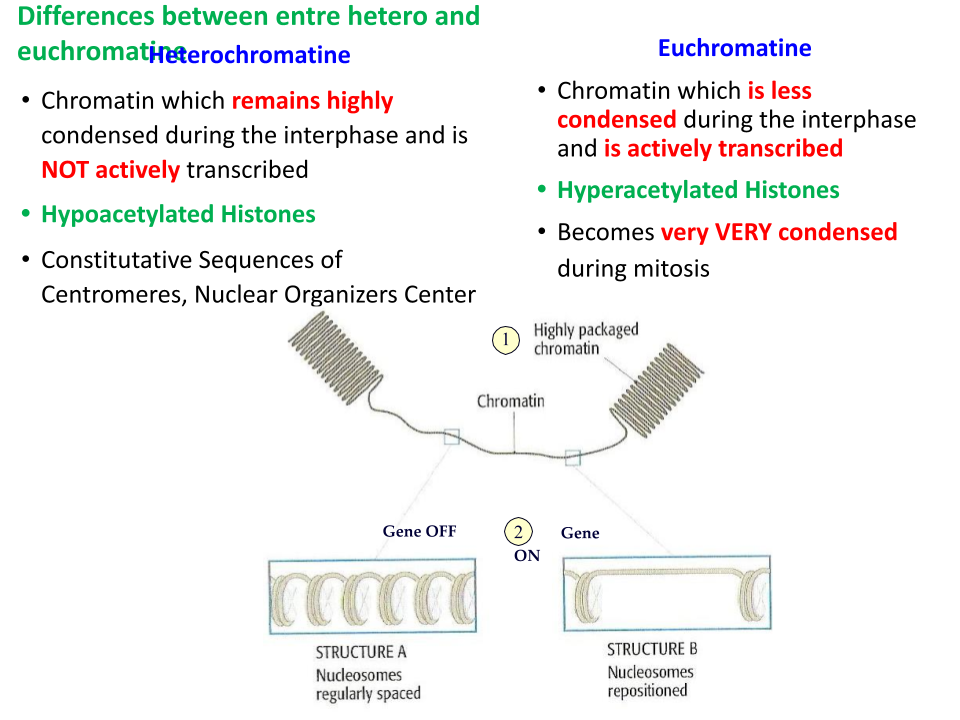 Differences between entre hetero and
euchromatine
Heterochromatine
• Chromatin which remains highly
condensed during the interphase and is
NOT actively transcribed
• Hypoacetylated Histones
• Constitutative Sequences of
Centromeres, Nuclear Organizers Center
Euchromatine
• Chromatin which is less
condensed during the interphase
and is actively transcribed
• Hyperacetylated Histones
• Becomes very VERY condensed
during mitosis
1
Highly packaged
chromatin
Chromatin
Gene OFF
2
Gene
ON
STRUCTURE A
Nucleosomes
regularly spaced
STRUCTURE B
Nucleosomes
repositioned